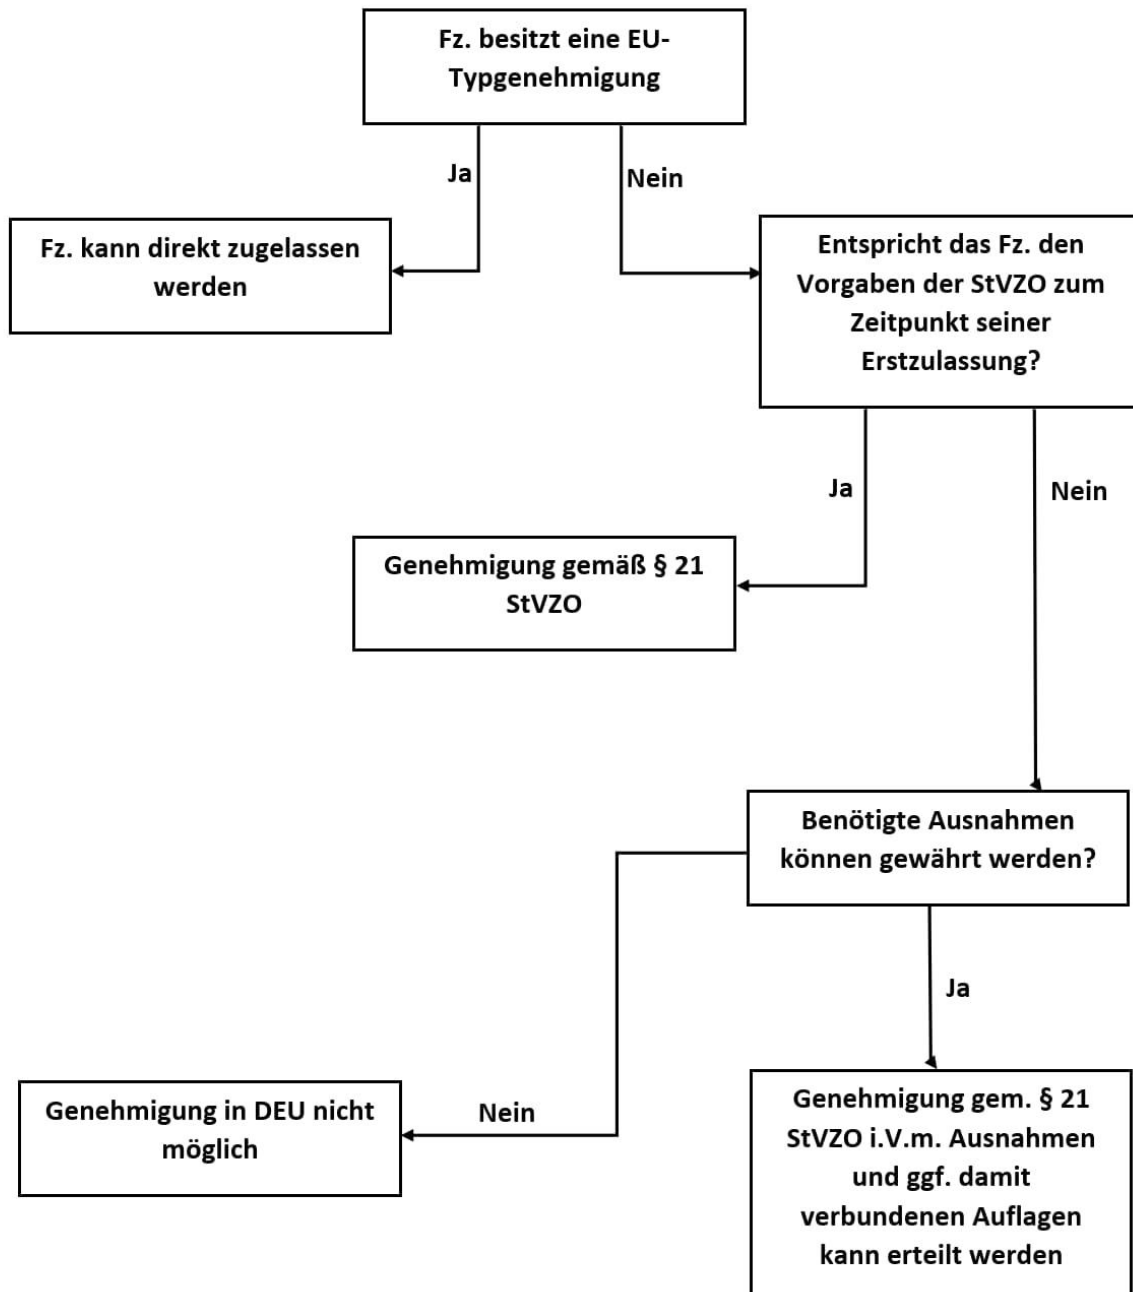 Fz. besitzt eine EU-
Typgenehmigung
Ja
Nein
Fz. kann direkt zugelassen
werden
Entspricht das Fz. den
Vorgaben der StVZO zum
Zeitpunkt seiner
Erstzulassung?
Ja
Nein
Genehmigung gemäß § 21
StVZO
Benötigte Ausnahmen
können gewährt werden?
Ja
Nein
Genehmigung in DEU nicht
möglich
Genehmigung gem. § 21
StVZO i.V.m. Ausnahmen
und ggf. damit
verbundenen Auflagen
kann erteilt werden